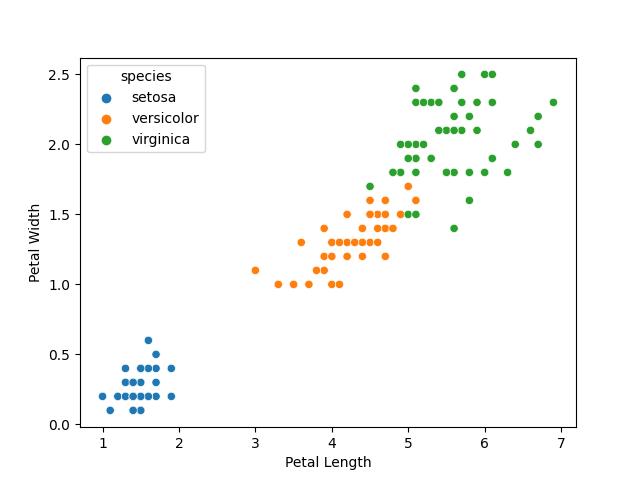 species
setosa
versicolor
virginica
2.5
2.0
1.5
1.0
0.5
0.0
Petal Width
1 2 3 4 5 6 7
Petal Length